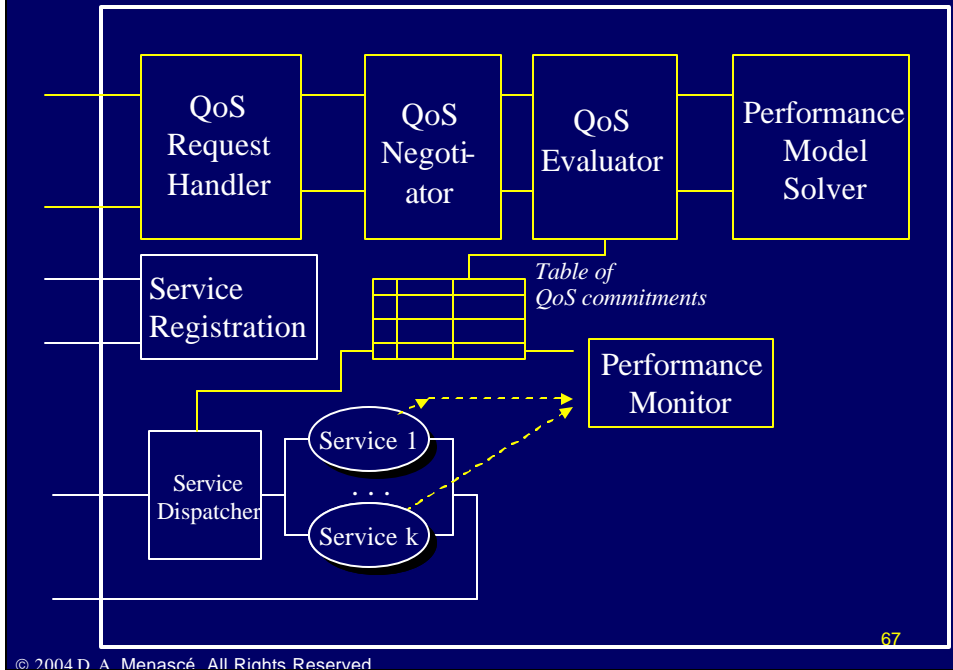 QoS
Request
Handler
QoS
Negoti-
ator
QoS
Evaluator
Performance
Model
Solver
Service
Registration
Table of
QoS commitments
Performance
Monitor
Service
Dispatcher
Service 1
. . .
Service k
67
© 2004 D. A. Menascé. All Rights Reserved.